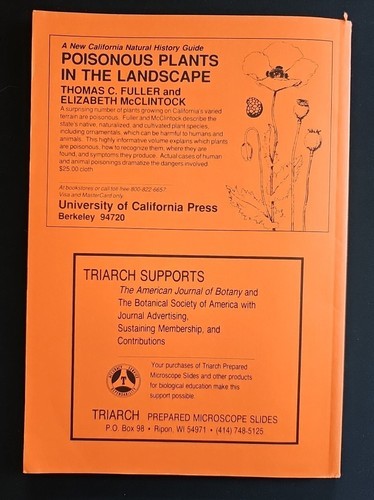 A New California Natural History Guide
POISONOUS PLANTS
IN THE LANDSCAPE
THOMAS C. FULLER and
ELIZABETH McCLINTOCK
A surprising number of plants growing on California's varied
terrain are poisonous. Fuller and McClintock describe the
state's native, naturalized, and cultivated plant species,
including ornamentals, which can be harmful to humans and
animals. This highly informative volume explains which plants
are poisonous, how to recognize them, where they are
found, and symptoms they produce. Actual cases of human
and animal poisonings dramatize the dangers involved.
$25.00 cloth
At bookstores or call toll free 800-822-6657.
Visa and MasterCard only.
University of California Press
Berkeley 94720
TRIARCH SUPPORTS
The American Journal of Botany and
The Botanical Society of America with
Journal Advertising,
Sustaining Membership, and
Contributions
Your purchases of Triarch Prepared
Microscope Slides and other products
for biological education make this
support possible.
TRIARCH PREPARED MICROSCOPE SLIDES
P.O. Box 98 • Ripon, WI 54971 • (414) 748-5125